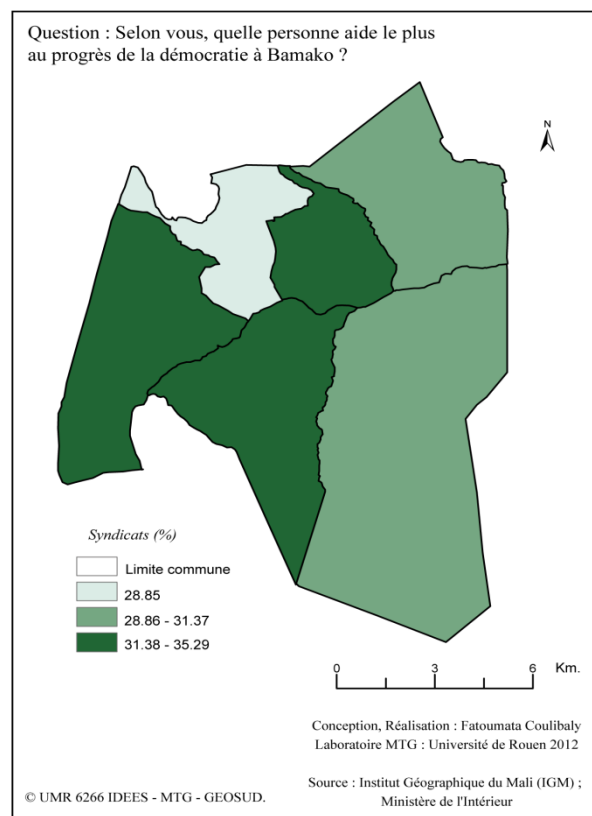 Question : Selon vous, quelle personne aide le plus
au progrès de la démocratie à Bamako ?
N
Syndicats (%)
Limite commune
28.85
28.86 - 31.37
31.38 - 35.29
0 3 6 Km.
Conception, Réalisation : Fatoumata Coulibaly
Laboratoire MTG : Université de Rouen 2012
Source : Institut Géographique du Mali (IGM) ;
Ministère de l'Intérieur
© UMR 6266 IDEES - MTG - GEOSUD.